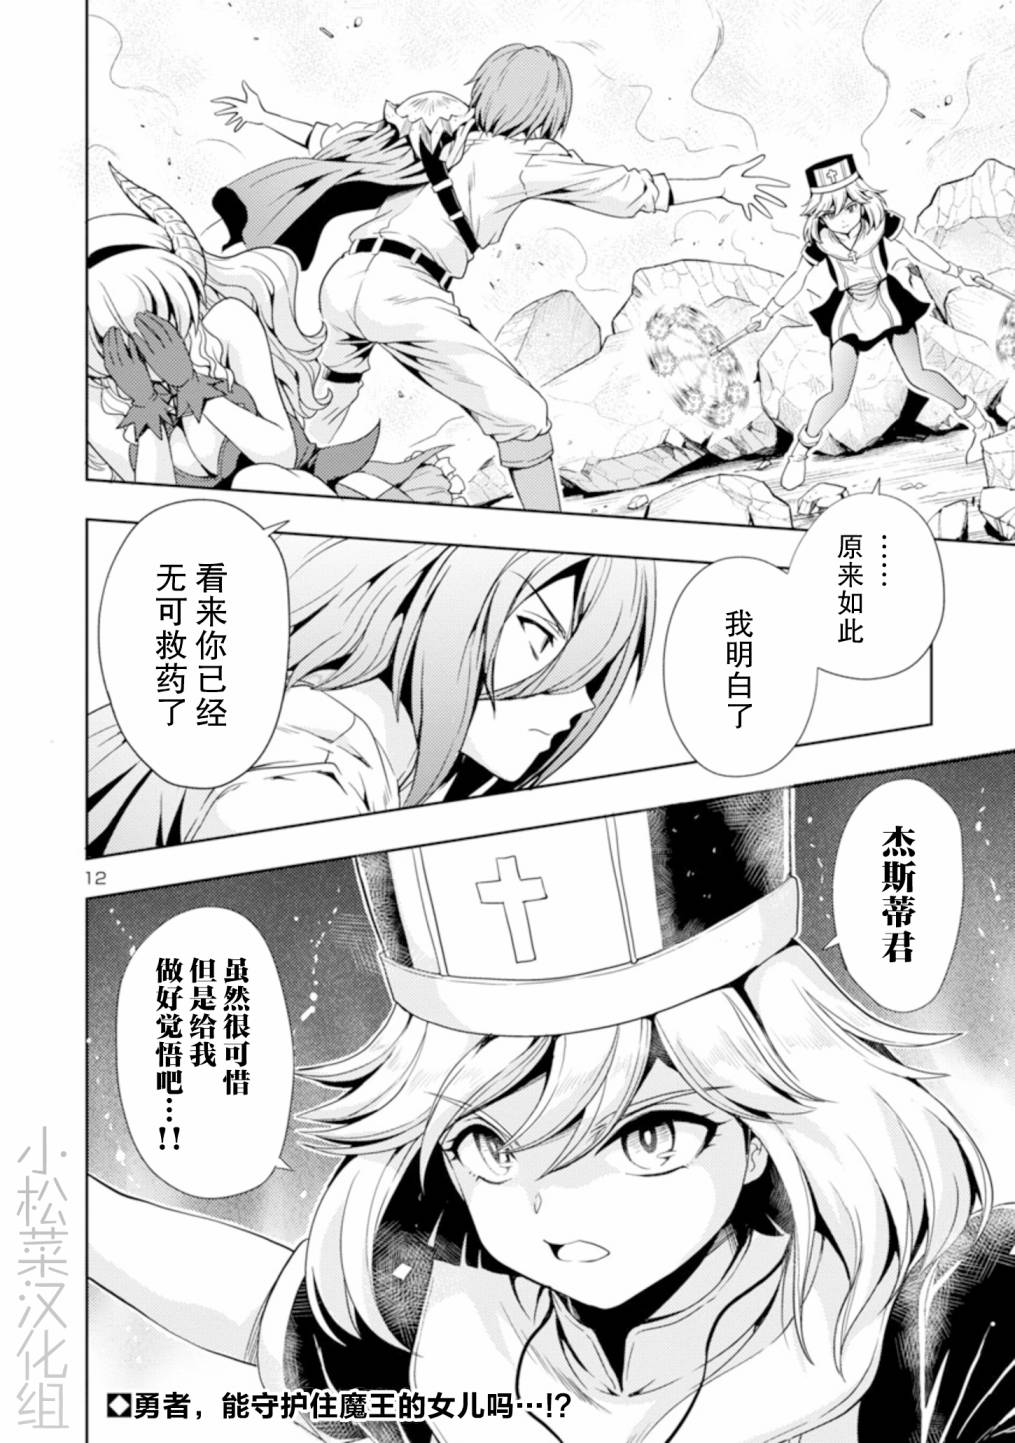 ……
原来如此
我明白了
看来你已经
无可救药了
杰斯蒂君
虽然很可惜
但是给我
做好觉悟吧…!!
12
小松菜汉化组
◆勇者，能守护住魔王的女儿吗…!?